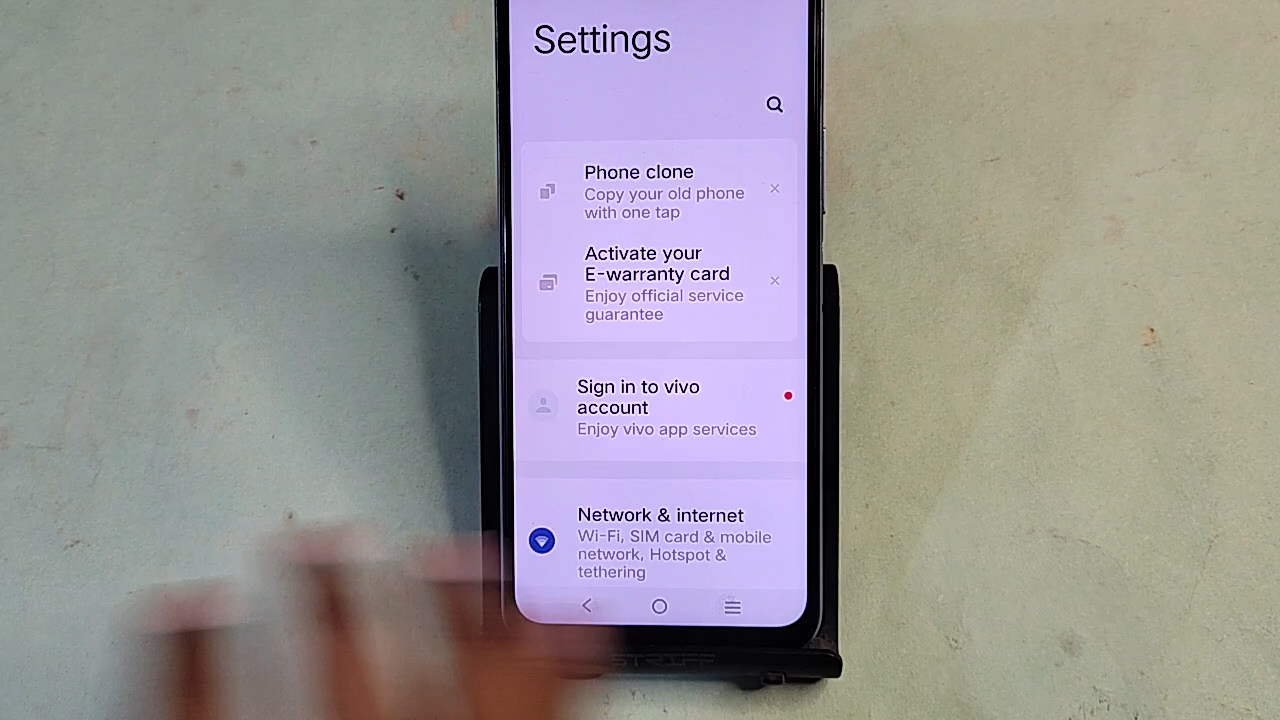 Settings
Phone clone
Copy your old phone
with one tap
Activate your
E-warranty card
Enjoy official service
guarantee
Sign in to vivo
account
Enjoy vivo app services
Network & internet
Wi-Fi, SIM card & mobile
network, Hotspot &
tethering
STRIFF